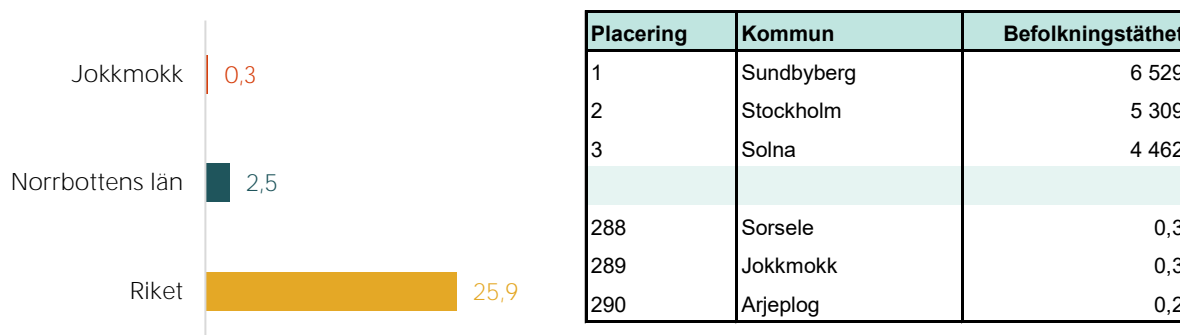 Jokkmokk 0,3
Norrbottens län 2,5
Riket 25,9
Placering Kommun Befolkningstäthet
1 Sundbyberg 6 529
2 Stockholm 5 309
3 Solna 4 462
288 Sorsele 0,3
289 Jokkmokk 0,3
290 Arjeplog 0,2